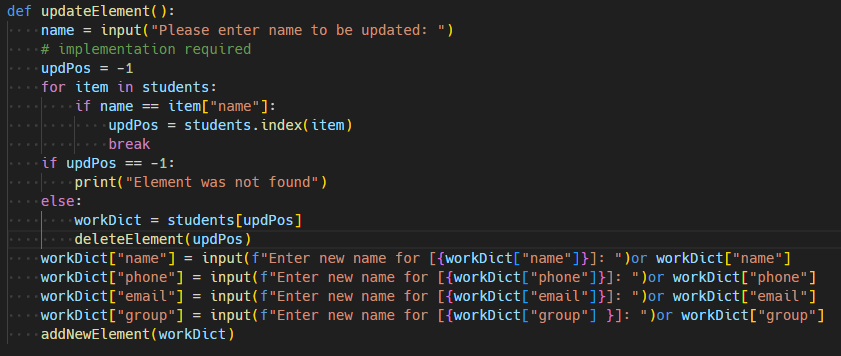 def updateElement():
    name = input("Please enter name to be updated: ")
    # implementation required
    updPos = -1
    for item in students:
        if name == item["name"]:
            updPos = students.index(item)
            break
    if updPos == -1:
        print("Element was not found")
    else:
        workDict = students[updPos]
        deleteElement(updPos)
    workDict["name"] = input(f"Enter new name for [{workDict["name"]}]: ")or workDict["name"]
    workDict["phone"] = input(f"Enter new name for [{workDict["phone"]}]: ")or workDict["phone"]
    workDict["email"] = input(f"Enter new name for [{workDict["email"]}]: ")or workDict["email"]
    workDict["group"] = input(f"Enter new name for [{workDict["group"] }]: ")or workDict["group"]
    addNewElement(workDict)